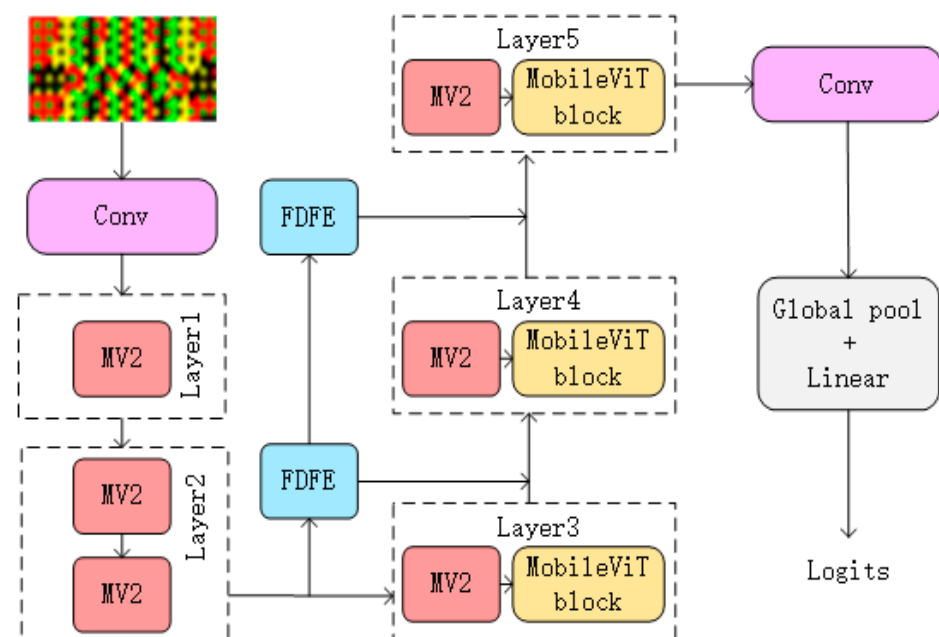 Conv
MV2
Layer1
MV2
MV2
Layer2
FDFE
FDFE
Layer5
MV2
MobileViT
block
Layer4
MV2
MobileViT
block
Layer3
MV2
MobileViT
block
Conv
Global pool
+
Linear
Logits